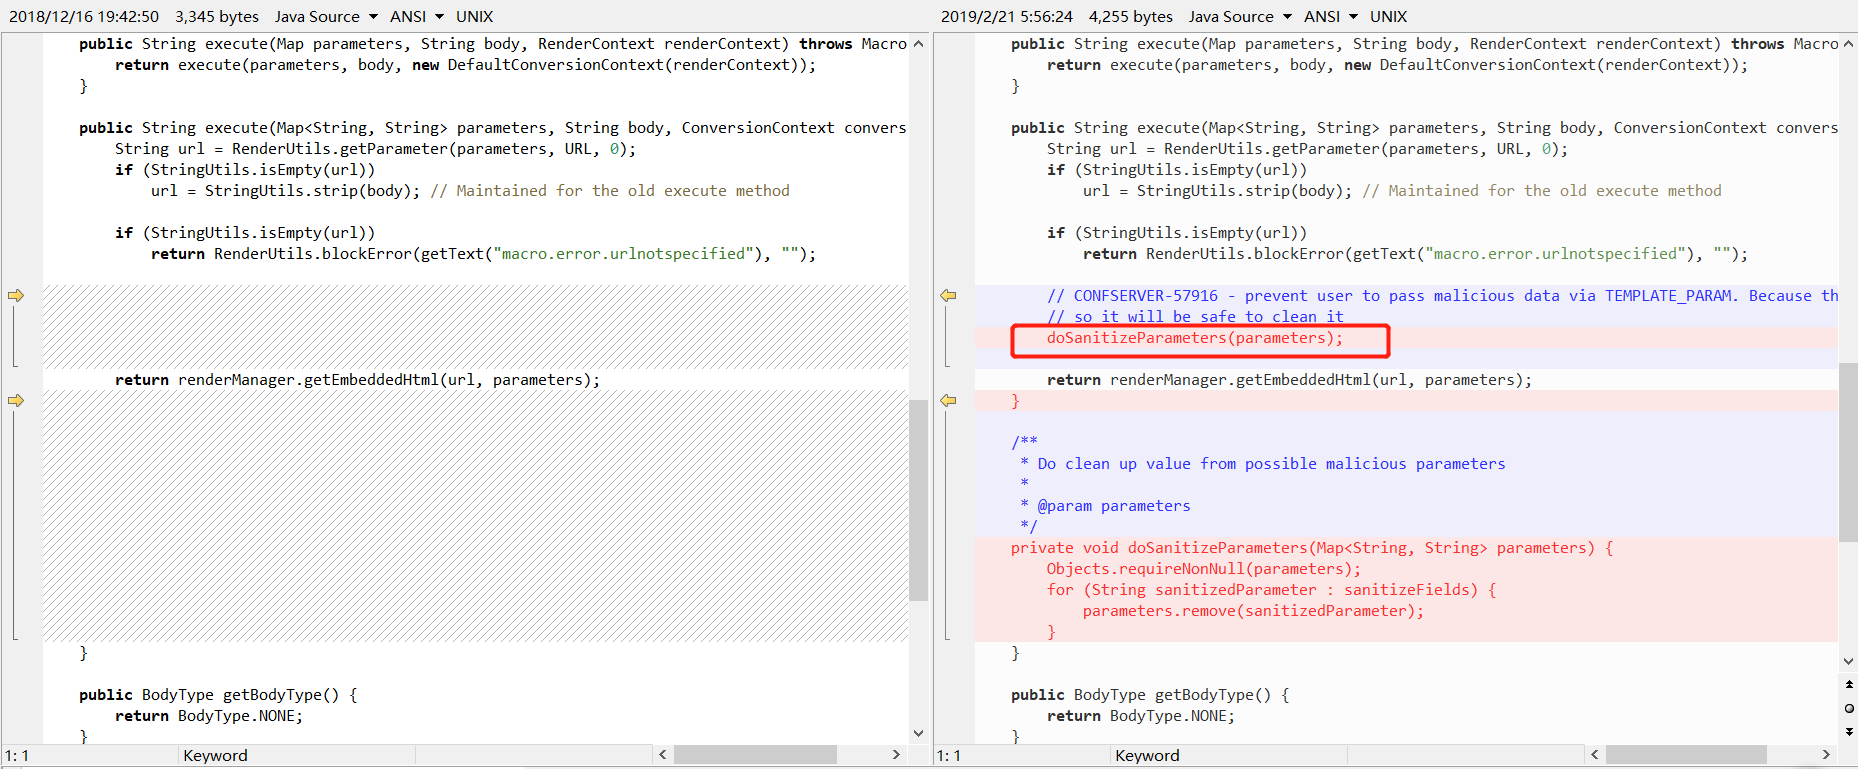 2018/12/16 19:42:50 3,345 bytes Java Source ANSI UNIX
public String execute(Map parameters, String body, RenderContext renderContext) throws Macro
return execute(parameters, body, new DefaultConversionContext(renderContext));
}
public String execute(Map<String, String> parameters, String body, ConversionContext convers
String url = RenderUtils.getParameter(parameters, URL, 0);
if (StringUtils.isEmpty(url))
url = StringUtils.strip(body); // Maintained for the old execute method
if (StringUtils.isEmpty(url))
return RenderUtils.blockError(getText("macro.error.urlnotspecified"), "");
return renderManager.getEmbeddedHtml(url, parameters);
}
public BodyType getBodyType() {
return BodyType.NONE;
}
1: 1 Keyword
2019/2/21 5:56:24 4,255 bytes Java Source ANSI UNIX
public String execute(Map parameters, String body, RenderContext renderContext) throws Macro
return execute(parameters, body, new DefaultConversionContext(renderContext));
}
public String execute(Map<String, String> parameters, String body, ConversionContext convers
String url = RenderUtils.getParameter(parameters, URL, 0);
if (StringUtils.isEmpty(url))
url = StringUtils.strip(body); // Maintained for the old execute method
if (StringUtils.isEmpty(url))
return RenderUtils.blockError(getText("macro.error.urlnotspecified"), "");
// CONFSERVER-57916 - prevent user to pass malicious data via TEMPLATE_PARAM. Because th
// so it will be safe to clean it
doSanitizeParameters(parameters);
return renderManager.getEmbeddedHtml(url, parameters);
}
/**
* Do clean up value from possible malicious parameters
*
* @param parameters
*/
private void doSanitizeParameters(Map<String, String> parameters) {
Objects.requireNonNull(parameters);
for (String sanitizedParameter : sanitizeFields) {
parameters.remove(sanitizedParameter);
}
}
public BodyType getBodyType() {
return BodyType.NONE;
}
1: 1 Keyword